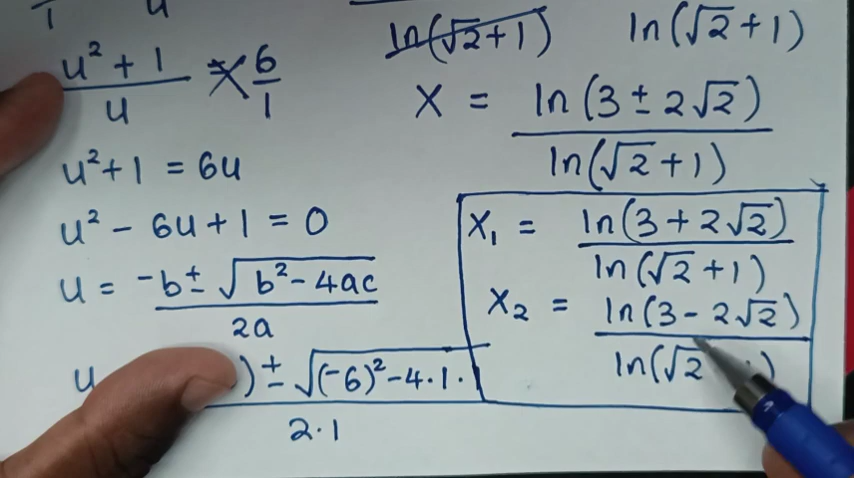 1 u
u² + 1 / u = 6 / 1
u² + 1 = 6u
u² - 6u + 1 = 0
u = -b ± √(b² - 4ac) / 2a
u ) ± √((-6)² - 4·1· / 2·1
ln(√2 + 1) ln(√2 + 1)
x = ln(3 ± 2√2) / ln(√2 + 1)
x₁ = ln(3 + 2√2) / ln(√2 + 1)
x₂ = ln(3 - 2√2) / ln(√2 )